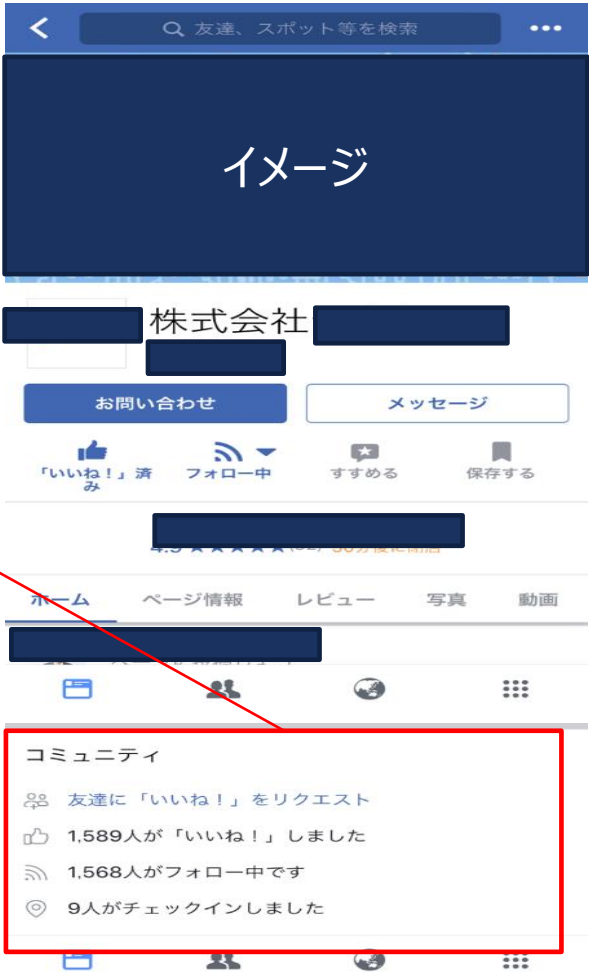 友達、スポット等を検索
イメージ
株式会社
お問い合わせ
メッセージ
「いいね！」済み
フォロー中
すすめる
保存する
ホーム
ページ情報
レビュー
写真
動画
コミュニティ
友達に「いいね！」をリクエスト
1,589人が「いいね！」しました
1,568人がフォロー中です
9人がチェックインしました